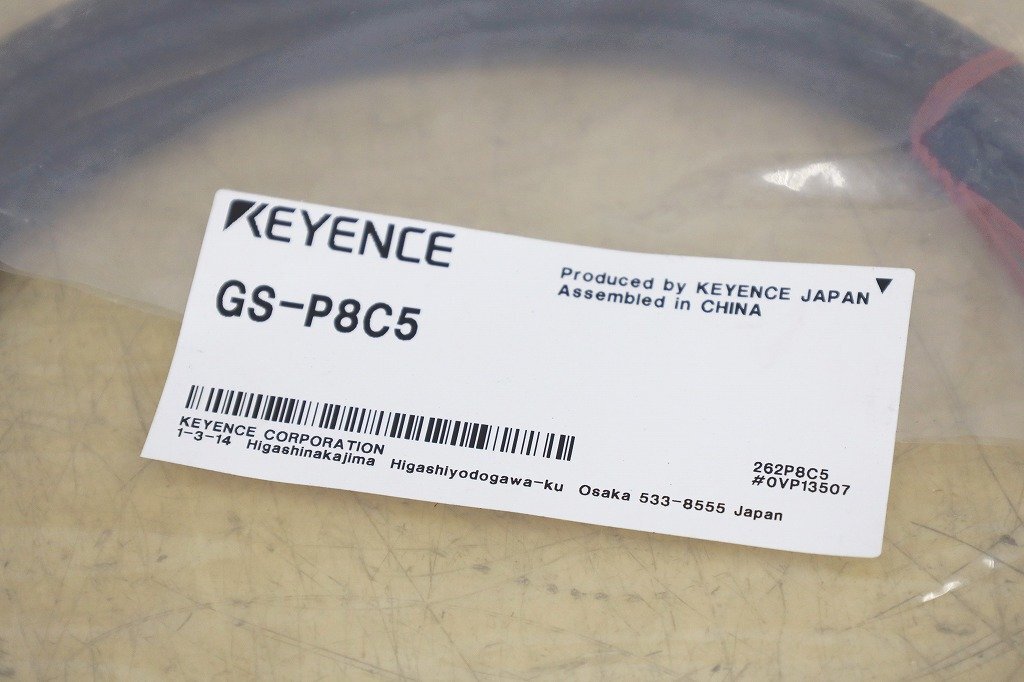 KEYENCE
GS-P8C5
Produced by KEYENCE JAPAN
Assembled in CHINA
KEYENCE CORPORATION
1-3-14 Higashinakajima Higashiyodogawa-ku Osaka 533-8555 Japan
262P8C5
#0VP13507